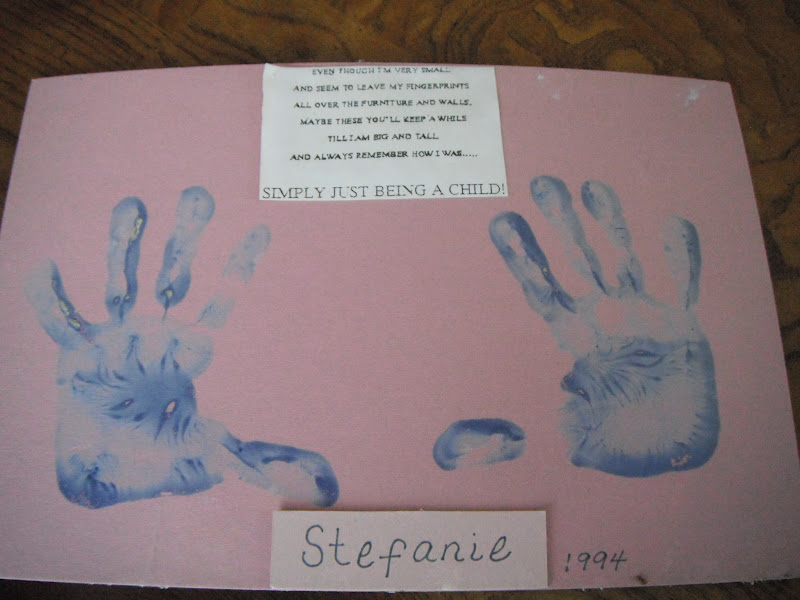 EVEN THOUGH I'M VERY SMALL
AND SEEM TO LEAVE MY FINGERPRINTS
ALL OVER THE FURNITURE AND WALLS,
MAYBE THESE YOU'LL KEEP A WHILE
TILL I AM BIG AND TALL
AND ALWAYS REMEMBER HOW I WAS.....
SIMPLY JUST BEING A CHILD!
Stefanie
1994